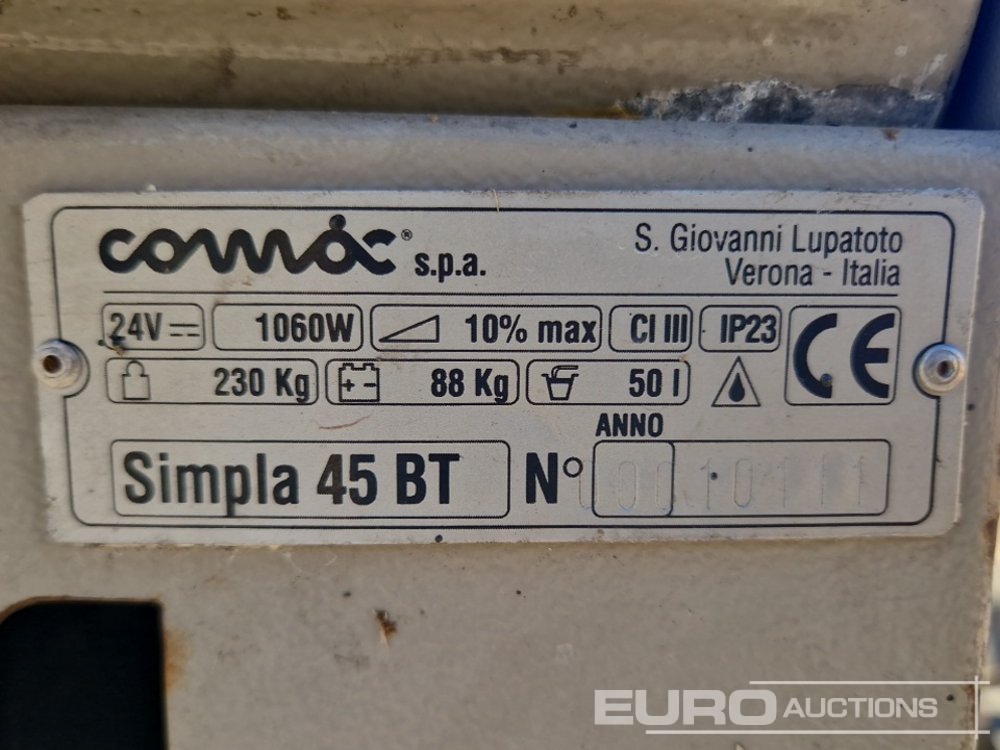 comac® s.p.a.
S. Giovanni Lupatoto
Verona - Italia
24V 1060W 10% max Cl III IP23 CE
230 Kg 88 Kg 50 l
ANNO
Simpla 45 BT N°
EURO AUCTIONS